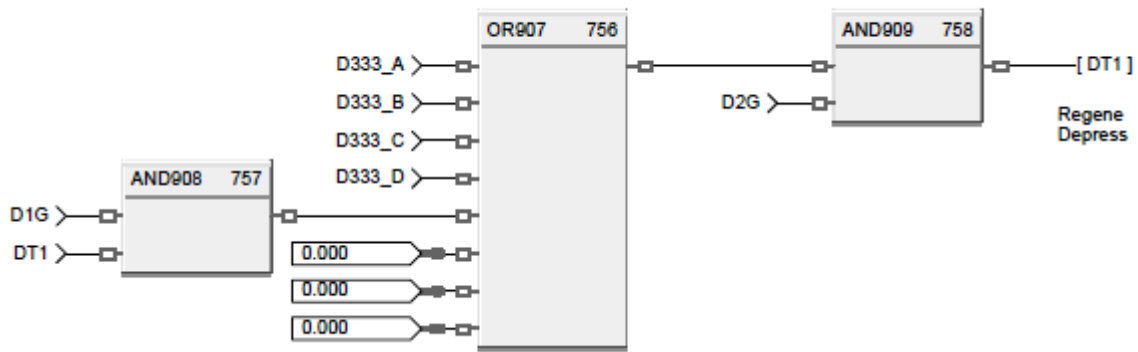 OR907 756
AND909 758
D333_A
[ DT1 ]
D333_B
D2G
Regene
Depress
D333_C
D333_D
AND908 757
D1G
DT1
0.000
0.000
0.000